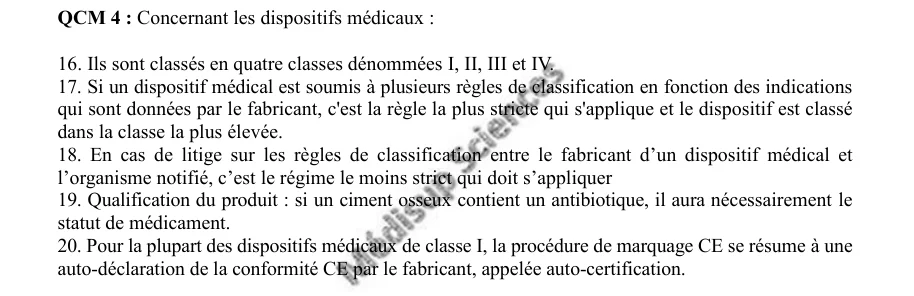 QCM 4 : Concernant les dispositifs médicaux :
16. Ils sont classés en quatre classes dénommées I, II, III et IV.
17. Si un dispositif médical est soumis à plusieurs règles de classification en fonction des indications
qui sont données par le fabricant, c'est la règle la plus stricte qui s'applique et le dispositif est classé
dans la classe la plus élevée.
18. En cas de litige sur les règles de classification entre le fabricant d’un dispositif médical et
l’organisme notifié, c’est le régime le moins strict qui doit s’appliquer
19. Qualification du produit : si un ciment osseux contient un antibiotique, il aura nécessairement le
statut de médicament.
20. Pour la plupart des dispositifs médicaux de classe I, la procédure de marquage CE se résume à une
auto-déclaration de la conformité CE par le fabricant, appelée auto-certification.
Médisup Sciences